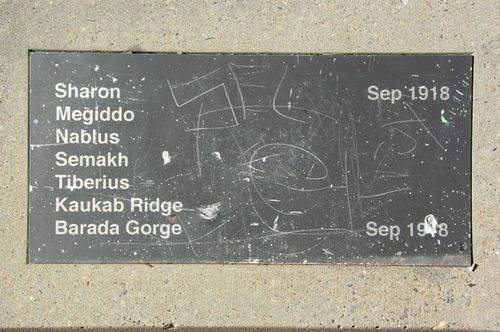 Sharon Sep 1918
Megiddo
Nablus
Semakh
Tiberius
Kaukab Ridge
Barada Gorge Sep 1918